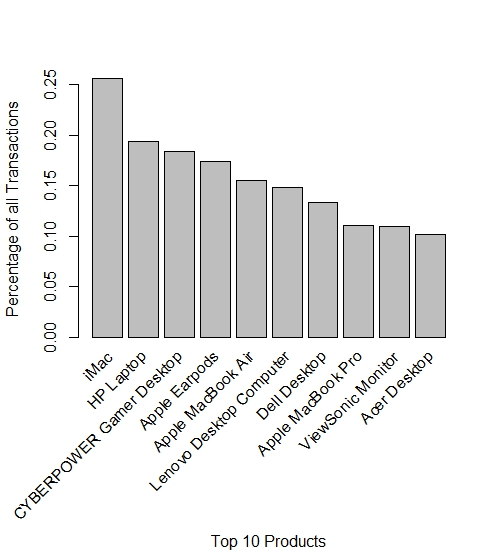 Percentage of all Transactions
0.25
0.20
0.15
0.10
0.05
0.00
iMac
HP Laptop
CYBERPOWER Gamer Desktop
Apple Earpods
Apple MacBook Air
Lenovo Desktop Computer
Dell Desktop
Apple MacBook Pro
ViewSonic Monitor
Acer Desktop
Top 10 Products